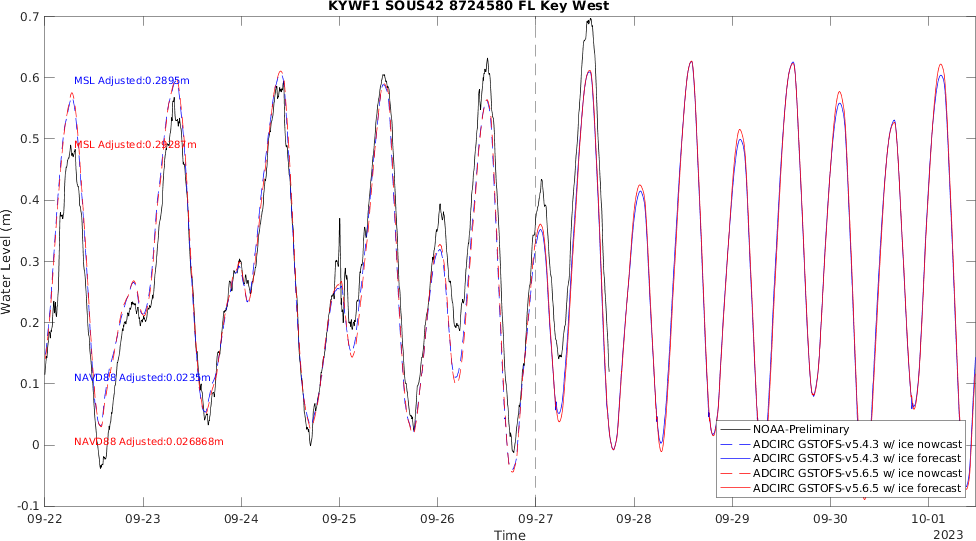 KYWF1 SOUS42 8724580 FL Key West
0.7
0.6
0.5
0.4
0.3
0.2
0.1
0
-0.1
Water Level (m)
MSL Adjusted:0.2895m
MSL Adjusted:0.29287m
NAVD88 Adjusted:0.0235m
NAVD88 Adjusted:0.026868m
NOAA-Preliminary
ADCIRC GSTOFS-v5.4.3 w/ ice nowcast
ADCIRC GSTOFS-v5.4.3 w/ ice forecast
ADCIRC GSTOFS-v5.6.5 w/ ice nowcast
ADCIRC GSTOFS-v5.6.5 w/ ice forecast
09-22 09-23 09-24 09-25 09-26 09-27 09-28 09-29 09-30 10-01
Time
2023